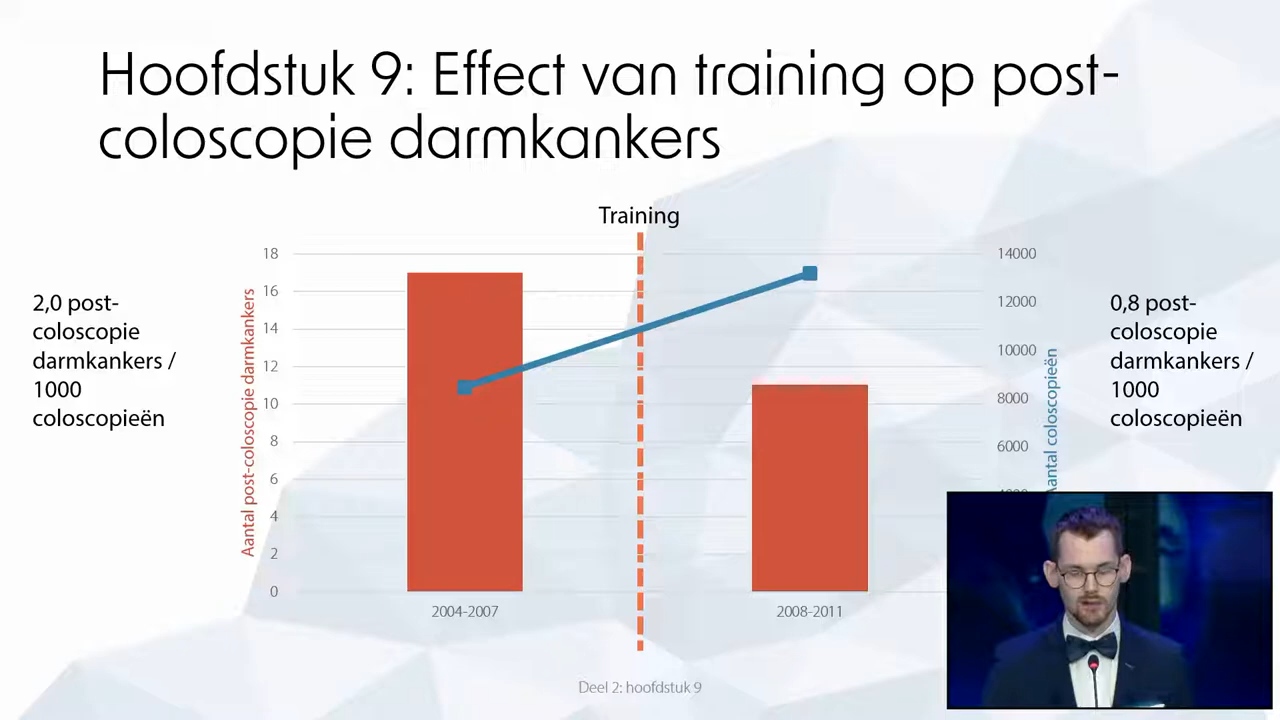 Hoofdstuk 9: Effect van training op post-
coloscopie darmkankers
Training
2,0 post-
coloscopie
darmkankers /
1000
coloscopieën
Aantal post-coloscopie darmkankers
18
16
14
12
10
8
6
4
2
0
2004-2007
2008-2011
14000
12000
10000
8000
6000
Aantal coloscopieën
0,8 post-
coloscopie
darmkankers /
1000
coloscopieën
Deel 2: hoofdstuk 9